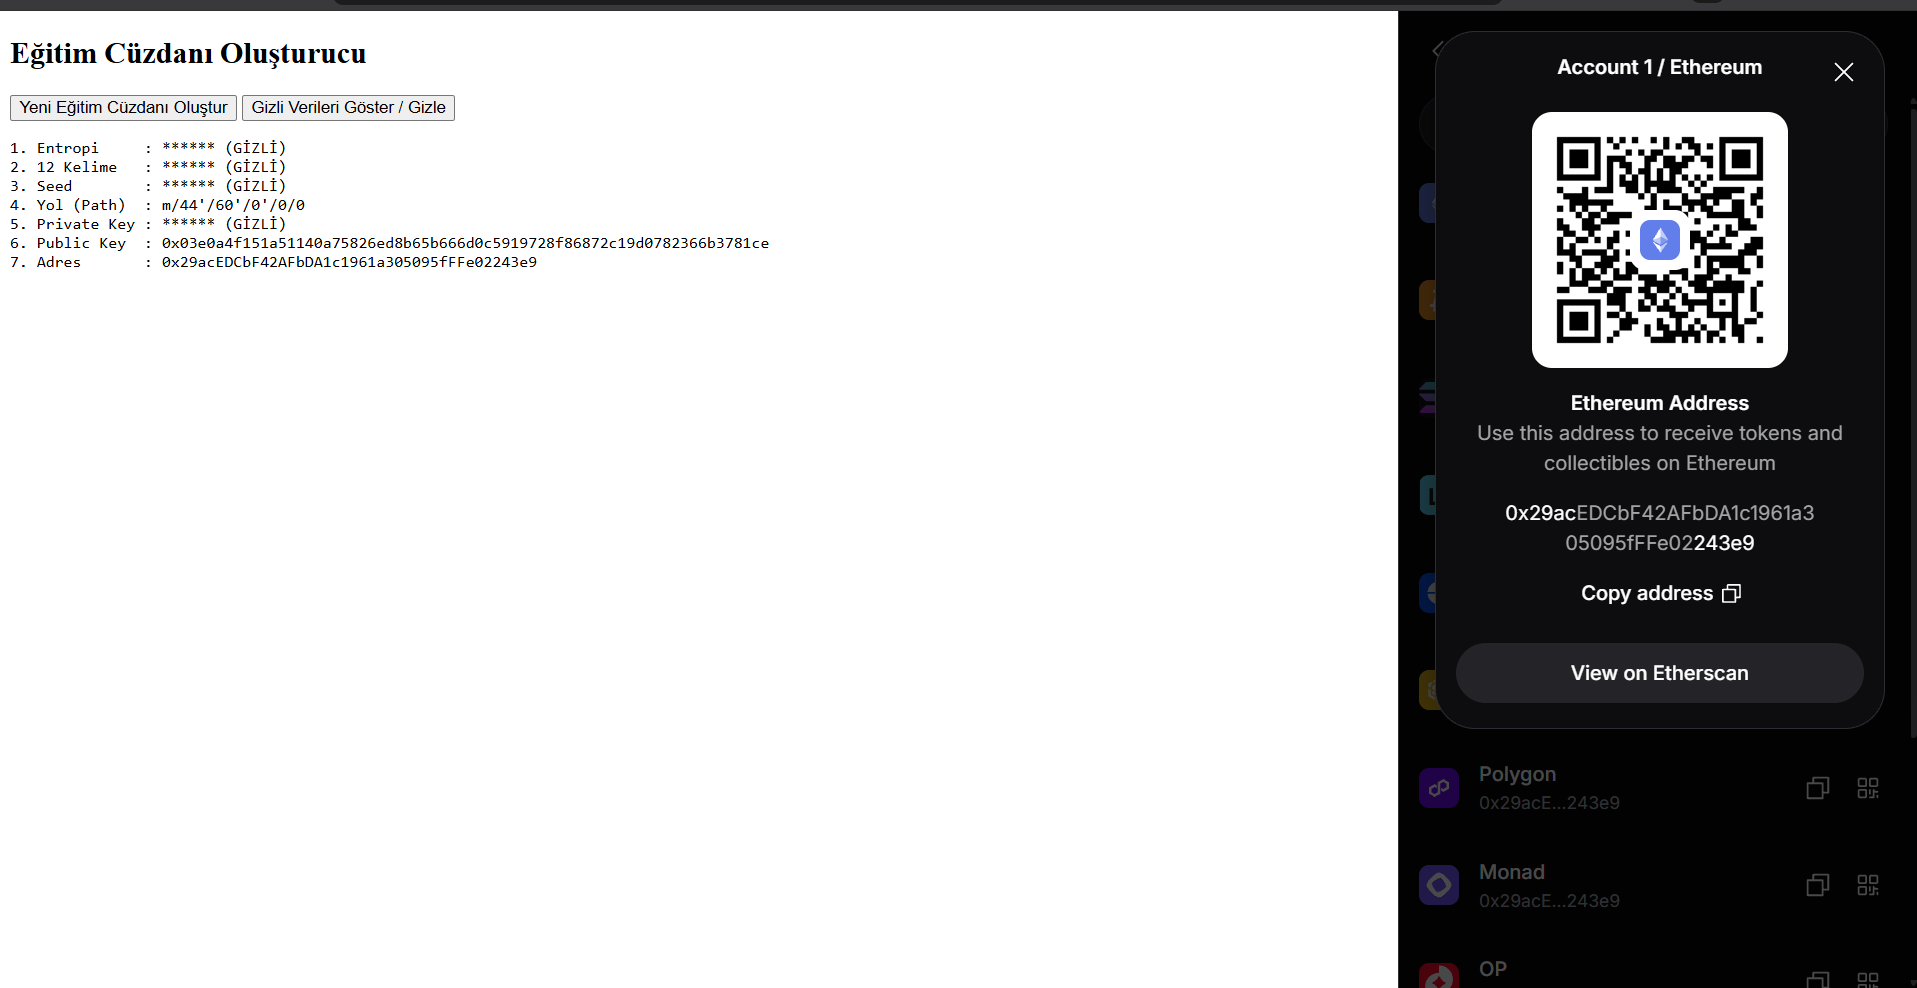 Eğitim Cüzdanı Oluşturucu
Yeni Eğitim Cüzdanı Oluştur
Gizli Verileri Göster / Gizle
1. Entropi : ****** (GİZLİ)
2. 12 Kelime : ****** (GİZLİ)
3. Seed : ****** (GİZLİ)
4. Yol (Path) : m/44'/60'/0'/0/0
5. Private Key : ****** (GİZLİ)
6. Public Key : 0x03e0a4f151a51140a75826ed8b65b666d0c5919728f86872c19d0782366b3781ce
7. Adres : 0x29acEDCbF42AFbDA1c1961a305095fFFe02243e9
Account 1 / Ethereum
Ethereum Address
Use this address to receive tokens and
collectibles on Ethereum
0x29acEDCbF42AFbDA1c1961a3
05095fFFe02243e9
Copy address
View on Etherscan
Polygon
0x29acE...243e9
Monad
0x29acE...243e9
OP